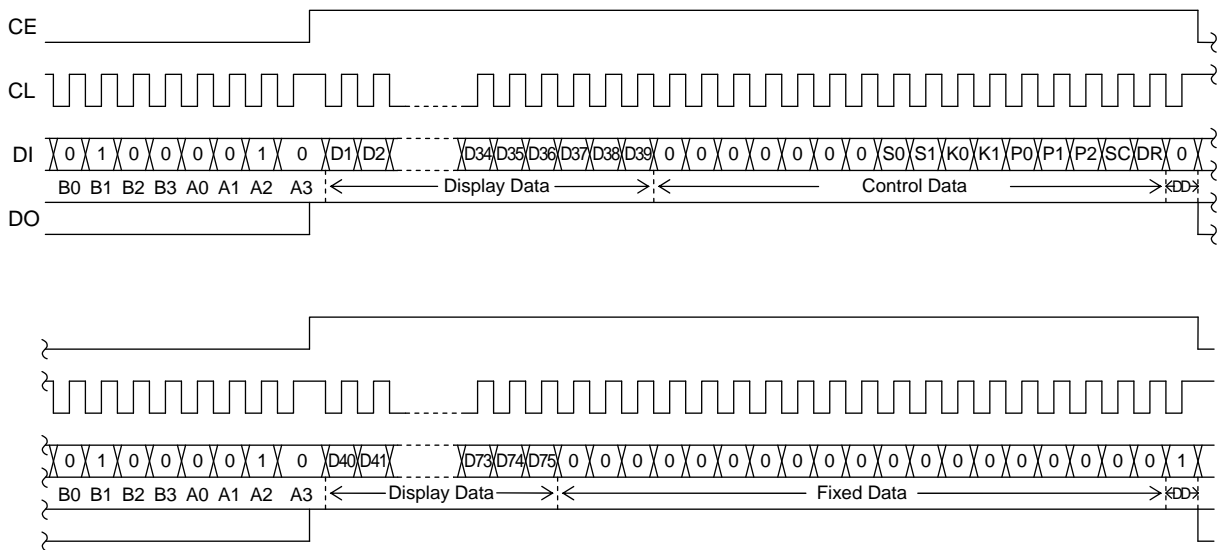 CE
CL
DI 0 1 0 0 0 0 1 0 D1 D2 D34 D35 D36 D37 D38 D39 0 0 0 0 0 0 0 S0 S1 K0 K1 P0 P1 P2 SC DR 0
B0 B1 B2 B3 A0 A1 A2 A3 Display Data Control Data DD
DO
0 1 0 0 0 0 1 0 D40 D41 D73 D74 D75 0 0 0 0 0 0 0 0 0 0 0 0 0 0 0 0 0 0 0 1
B0 B1 B2 B3 A0 A1 A2 A3 Display Data Fixed Data DD